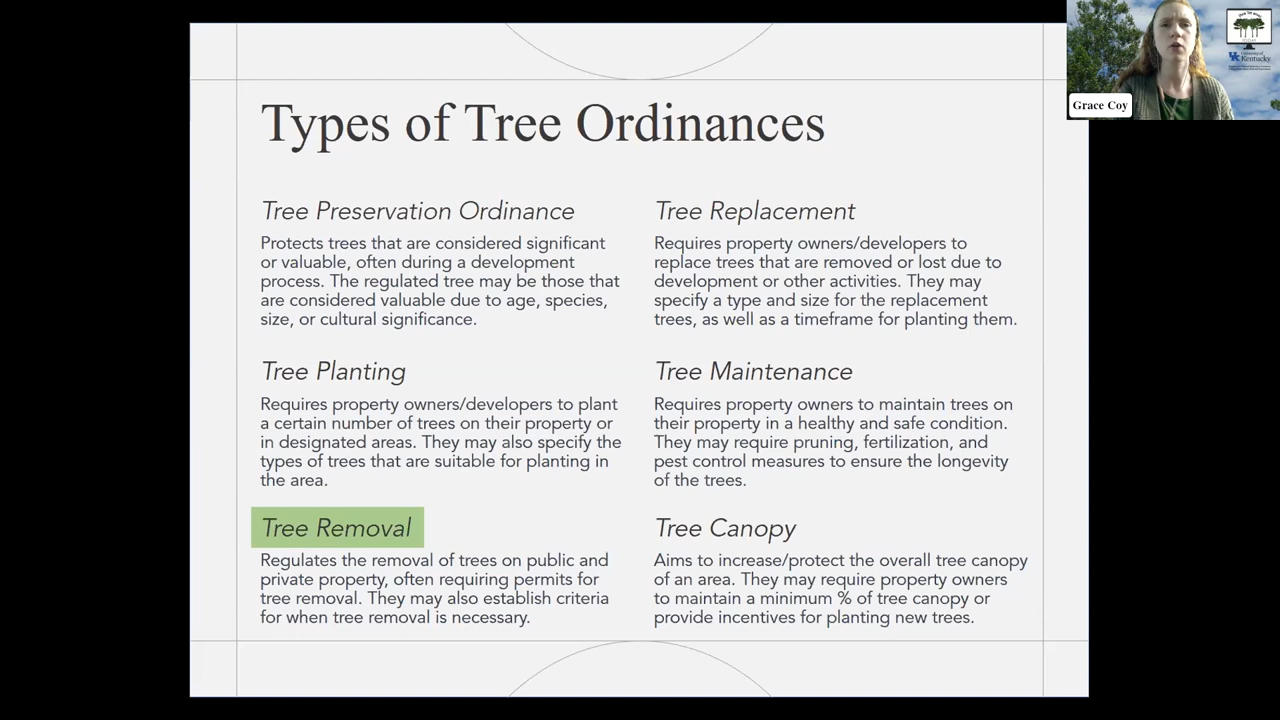 Types of Tree Ordinances
Tree Preservation Ordinance
Protects trees that are considered significant
or valuable, often during a development
process. The regulated tree may be those that
are considered valuable due to age, species,
size, or cultural significance.
Tree Planting
Requires property owners/developers to plant
a certain number of trees on their property or
in designated areas. They may also specify the
types of trees that are suitable for planting in
the area.
Tree Removal
Regulates the removal of trees on public and
private property, often requiring permits for
tree removal. They may also establish criteria
for when tree removal is necessary.
Tree Replacement
Requires property owners/developers to
replace trees that are removed or lost due to
development or other activities. They may
specify a type and size for the replacement
trees, as well as a timeframe for planting them.
Tree Maintenance
Requires property owners to maintain trees on
their property in a healthy and safe condition.
They may require pruning, fertilization, and
pest control measures to ensure the longevity
of the trees.
Tree Canopy
Aims to increase/protect the overall tree canopy
of an area. They may require property owners
to maintain a minimum % of tree canopy or
provide incentives for planting new trees.
Grace Coy
UK
Kentucky